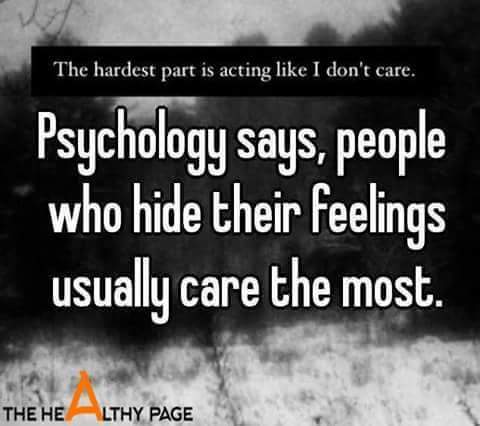 The hardest part is acting like I don't care.
Psychology says, people
who hide their feelings
usually care the most.
THE HEALTHY PAGE